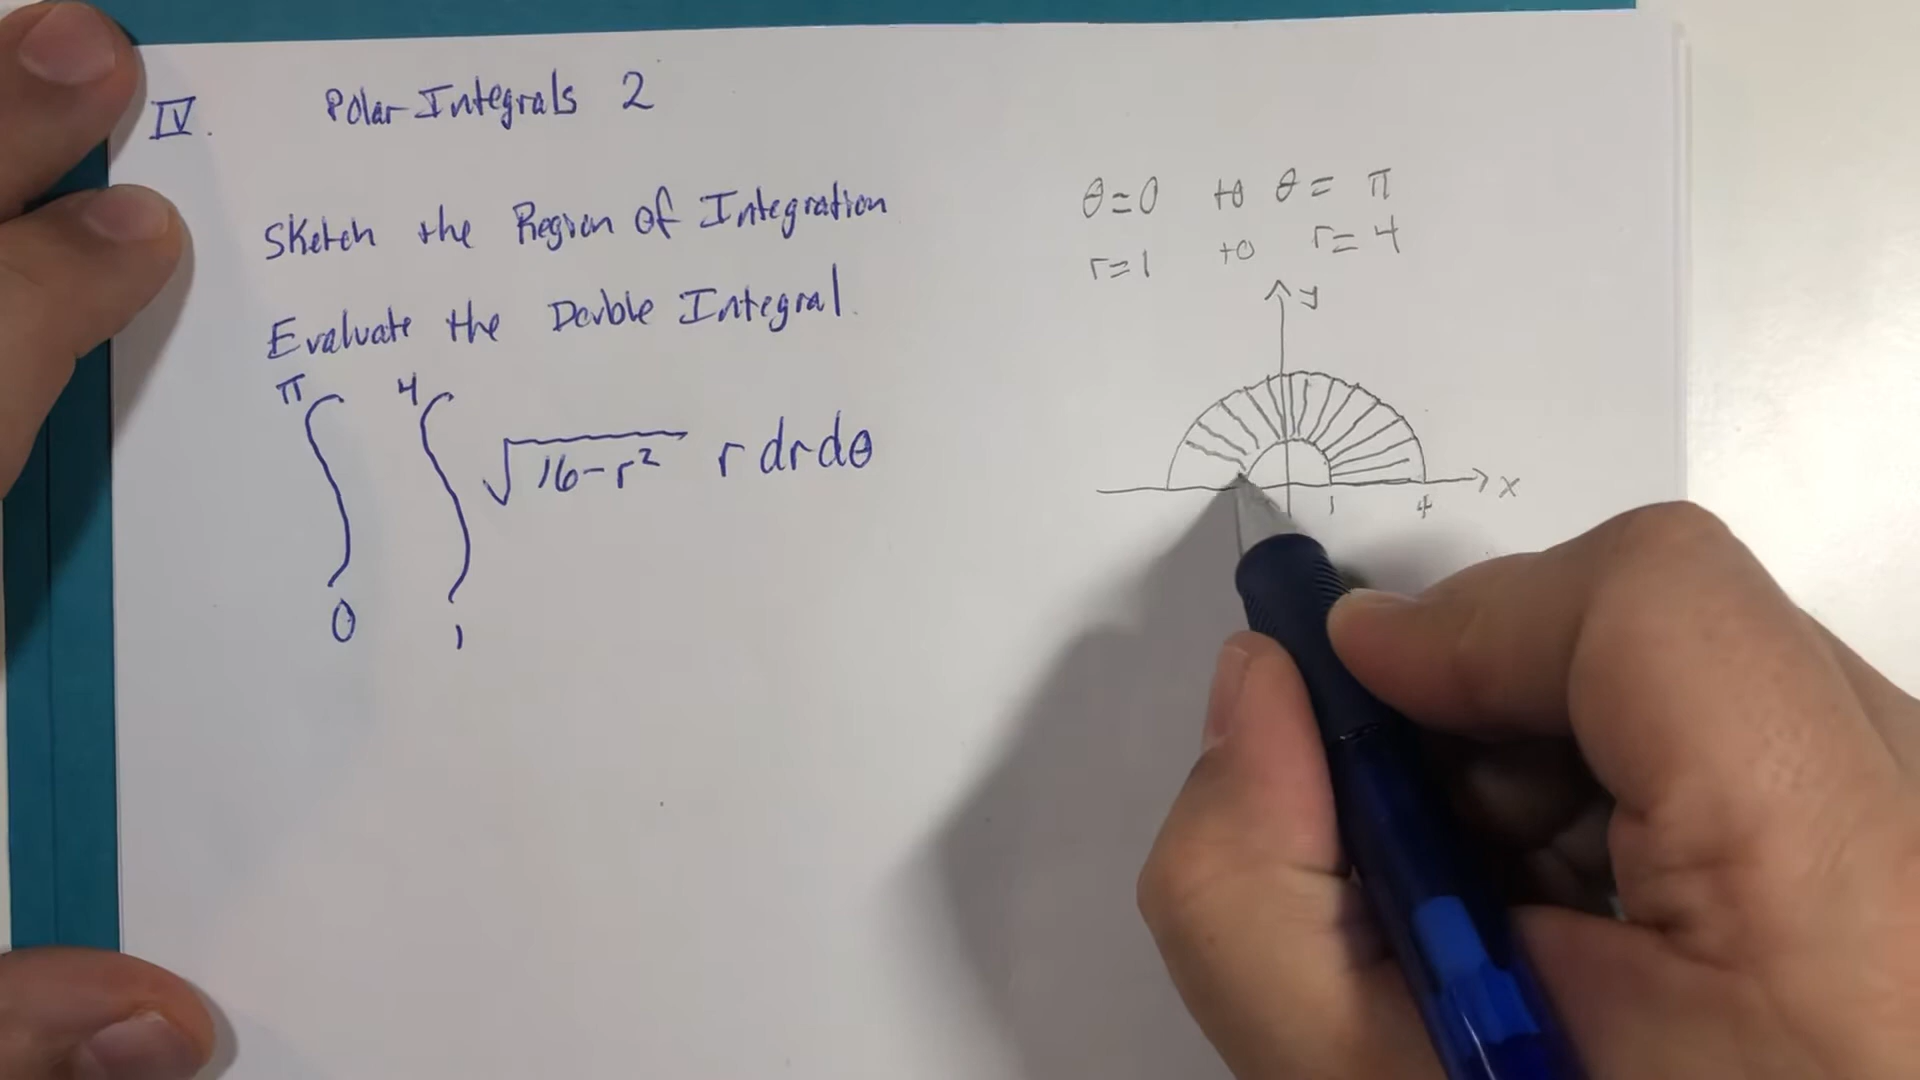 IV. Polar Integrals 2
Sketch the Region of Integration
Evaluate the Double Integral.
π 4
∫ ∫ √16-r² r dr dθ
0 1
θ=0 to θ= π
r=1 to r= 4
y
x
1 4